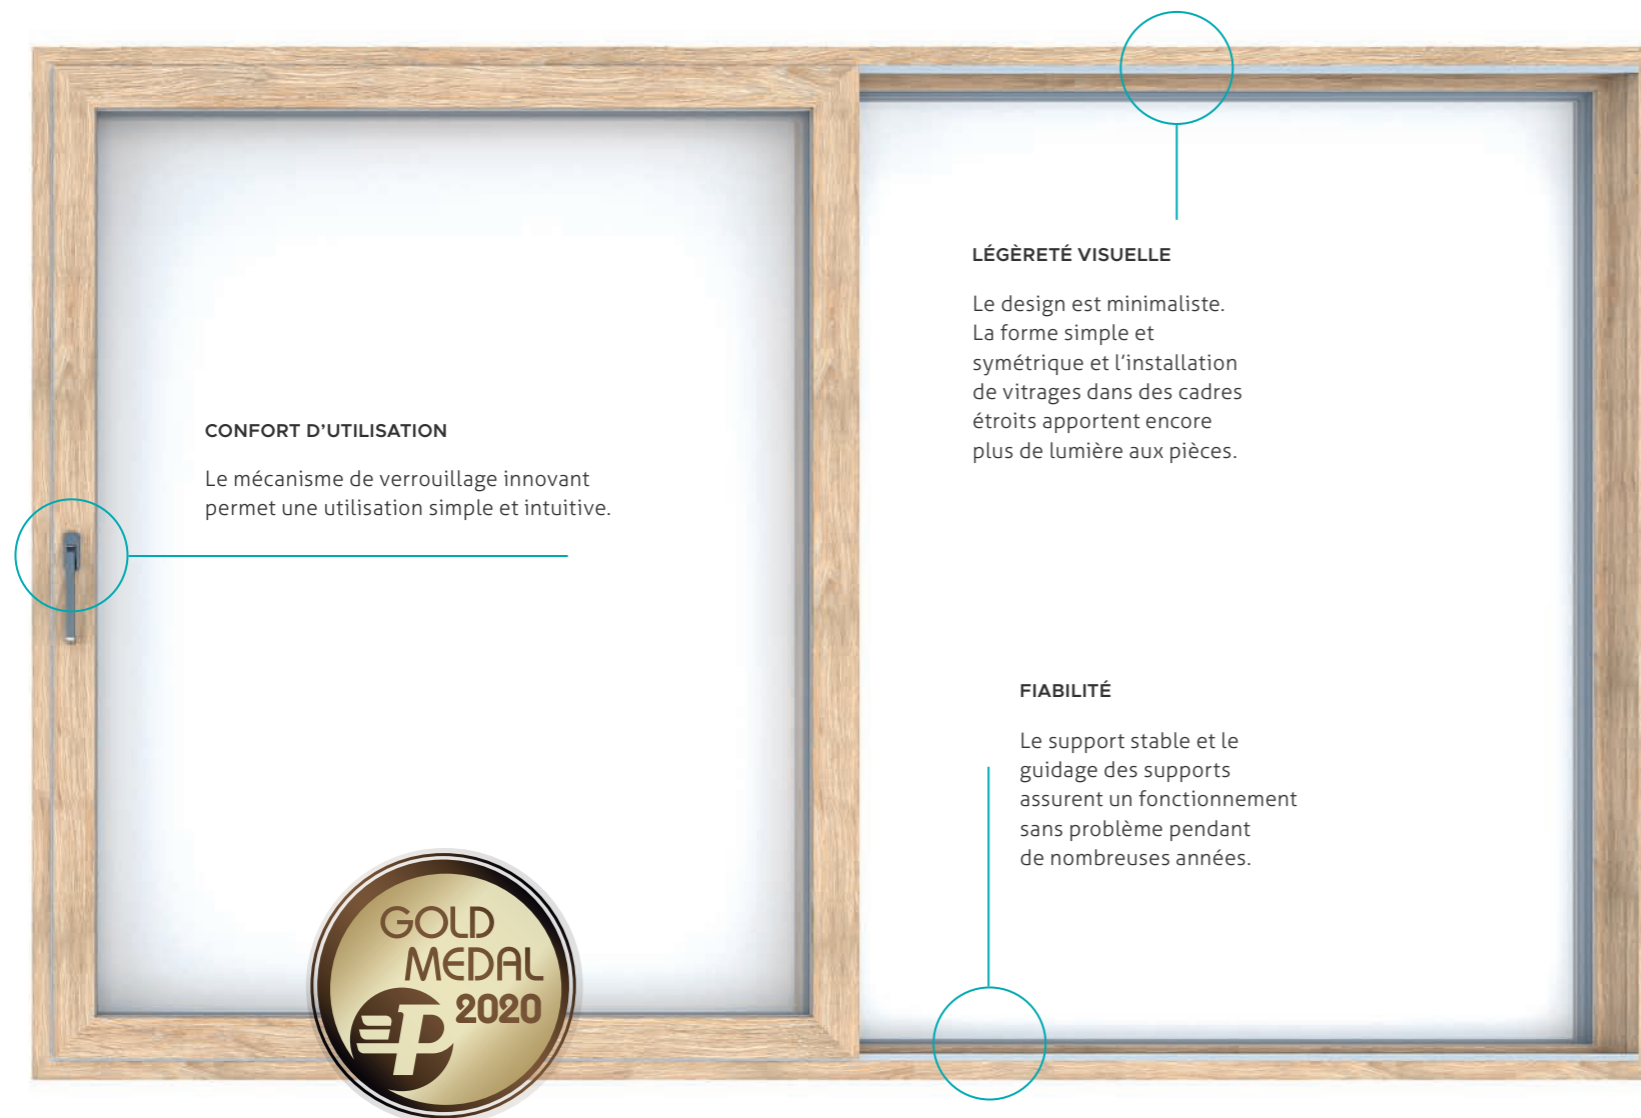 LÉGÈRETÉ VISUELLE
Le design est minimaliste.
La forme simple et
symétrique et l'installation
de vitrages dans des cadres
étroits apportent encore
plus de lumière aux pièces.
CONFORT D'UTILISATION
Le mécanisme de verrouillage innovant
permet une utilisation simple et intuitive.
FIABILITÉ
Le support stable et le
guidage des supports
assurent un fonctionnement
sans problème pendant
de nombreuses années.
GOLD
MEDAL
2020